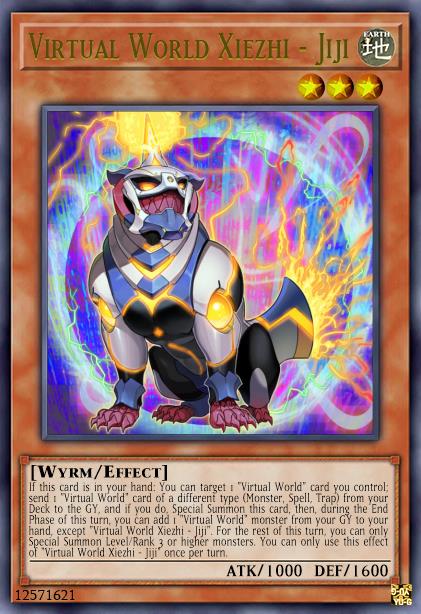 Virtual World Xiezhi - Jiji
EARTH
地
[Wyrm/Effect]
If this card is in your hand: You can target 1 "Virtual World" card you control;
send 1 "Virtual World" card of a different type (Monster, Spell, Trap) from your
Deck to the GY, and if you do, Special Summon this card, then, during the End
Phase of this turn, you can add 1 "Virtual World" monster from your GY to your
hand, except "Virtual World Xiezhi - Jiji". For the rest of this turn, you can only
Special Summon Level/Rank 3 or higher monsters. You can only use this effect
of "Virtual World Xiezhi - Jiji" once per turn.
ATK/1000 DEF/1600
12571621